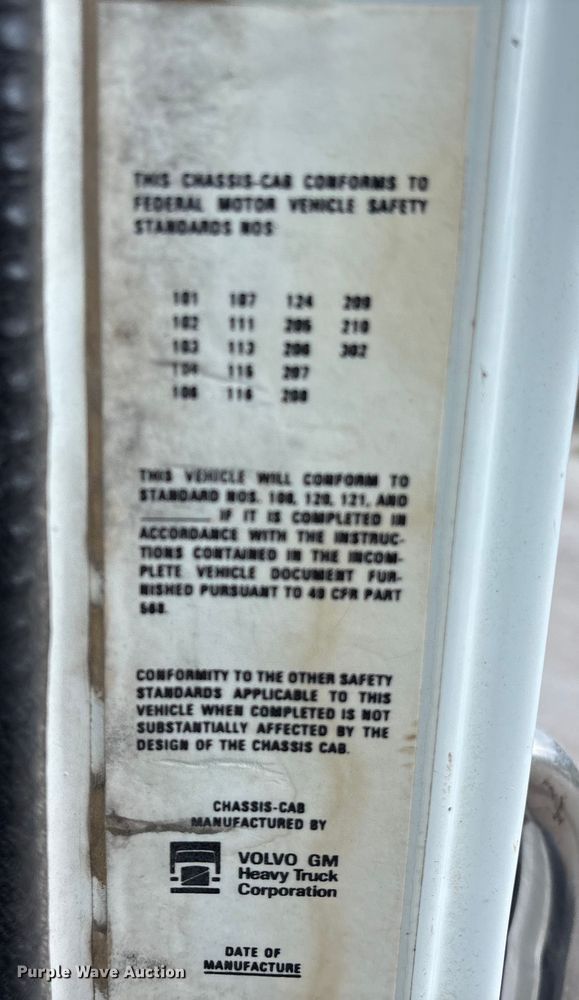 THIS CHASSIS-CAB CONFORMS TO
FEDERAL MOTOR VEHICLE SAFETY
STANDARDS NOS
101 107 124 209
102 111 205 210
103 113 206 302
104 115 207
106 116 208
THIS VEHICLE WILL CONFORM TO
STANDARD NOS. 108, 120, 121, AND
IF IT IS COMPLETED IN
ACCORDANCE WITH THE INSTRUC-
TIONS CONTAINED IN THE INCOM-
PLETE VEHICLE DOCUMENT FUR-
NISHED PURSUANT TO 49 CFR PART
568.
CONFORMITY TO THE OTHER SAFETY
STANDARDS APPLICABLE TO THIS
VEHICLE WHEN COMPLETED IS NOT
SUBSTANTIALLY AFFECTED BY THE
DESIGN OF THE CHASSIS CAB.
CHASSIS-CAB
MANUFACTURED BY
VOLVO GM
Heavy Truck
Corporation
DATE OF
MANUFACTURE
Purple Wave Auction